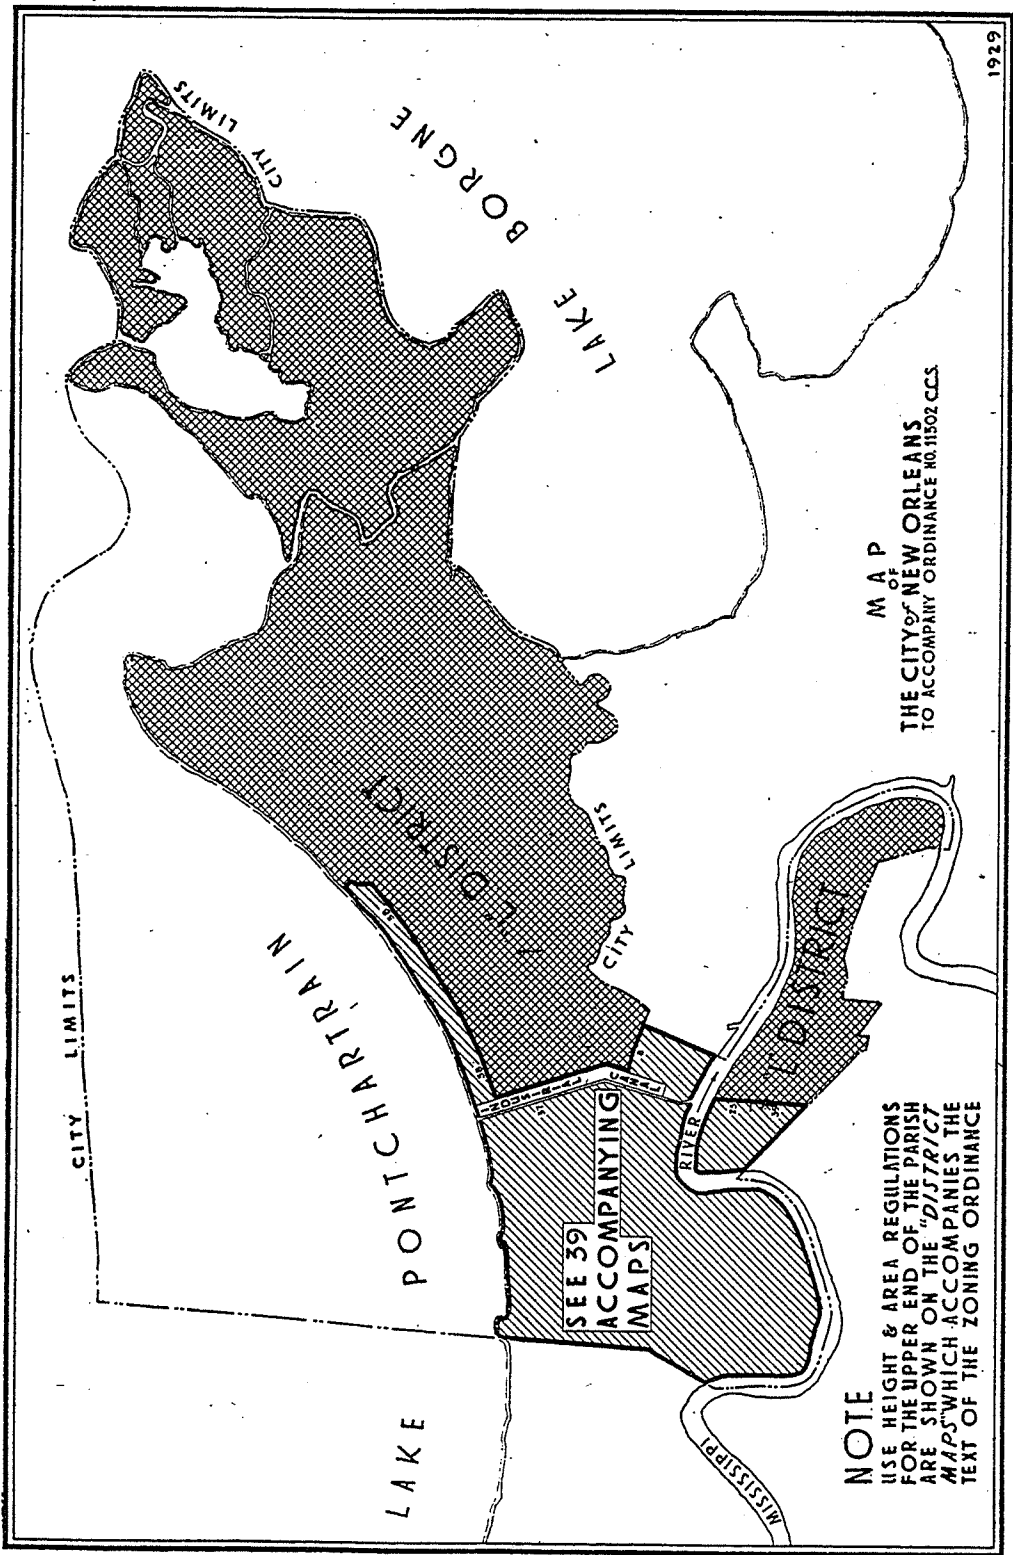 CITY LIMITS
CITY LIMITS
LAKE BORGNE
LAKE PONTCHARTRAIN
CITY LIMITS
"L" DISTRICT
"L" DISTRICT
INDUSTRIAL CANAL
RIVER
MISSISSIPPI
SEE 39
ACCOMPANYING
MAPS
38
NOTE
USE HEIGHT & AREA REGULATIONS
FOR THE UPPER END OF THE PARISH
ARE SHOWN ON THE "DISTRICT
MAPS" WHICH ACCOMPANIES THE
TEXT OF THE ZONING ORDINANCE
MAP
OF
THE CITY of NEW ORLEANS
TO ACCOMPANY ORDINANCE NO. 11302 C.C.S.
1929